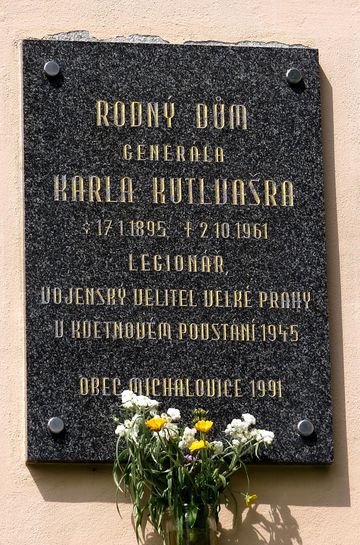 RODNÝ DŮM
GENERÁLA
KARLA KUTLVAŠRA
* 17.1.1895 ✝ 2.10.1961
LEGIONÁŘ,
VOJENSKÝ VELITEL VELKÉ PRAHY
V KVĚTNOVÉM POVSTÁNÍ 1945
OBEC MICHALOVICE 1991